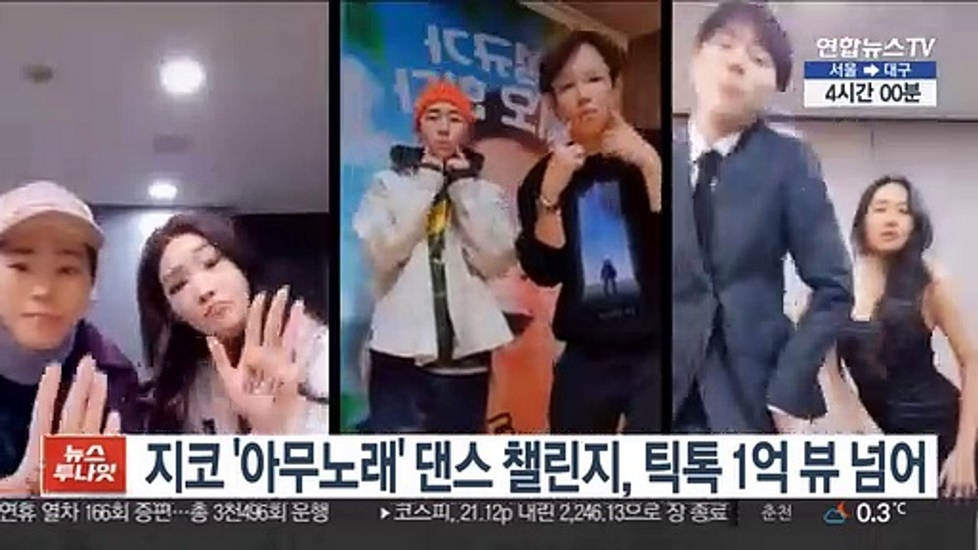 연합뉴스TV
서울 ➡ 대구
4시간 00분
뉴스
투나잇
지코 '아무노래' 댄스 챌린지, 틱톡 1억 뷰 넘어
연휴 열차 166회 증편…총 3천496회 운행 ▶코스피, 21.12p 내린 2,246.13으로 장 종료 춘천 0.3℃